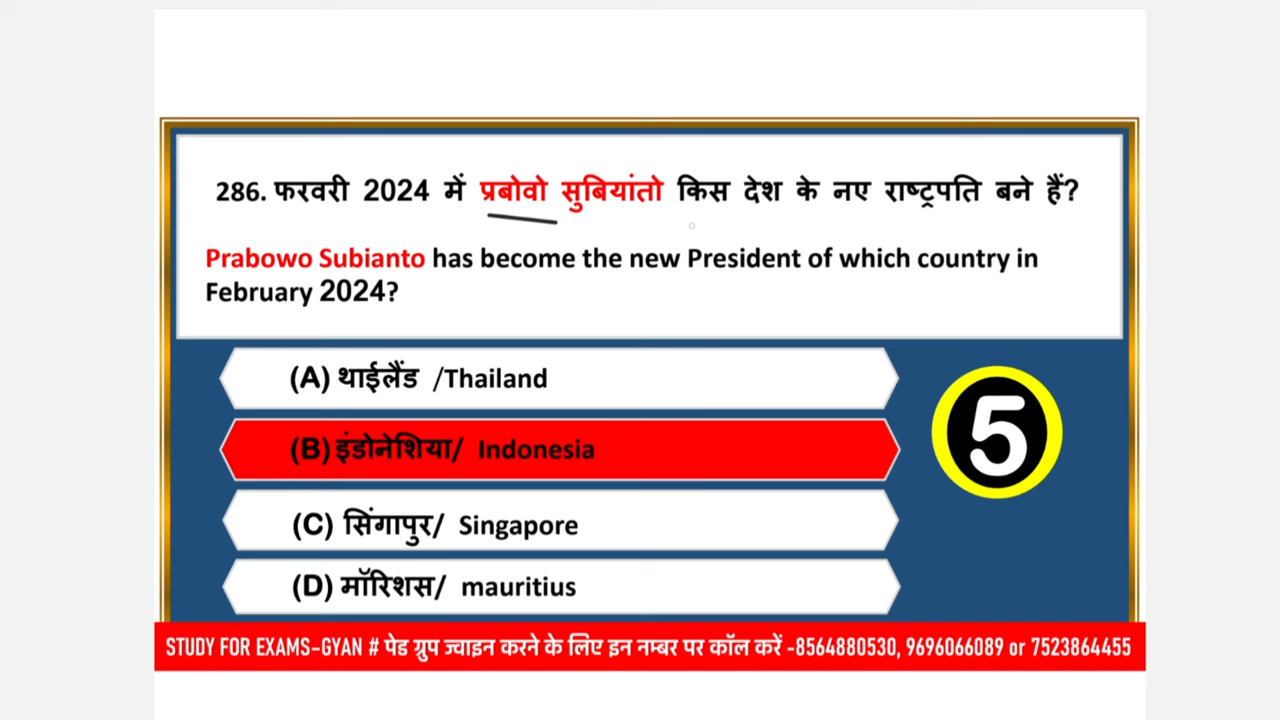 286. फरवरी 2024 में प्रबोवो सुबियांतो किस देश के नए राष्ट्रपति बने हैं?
Prabowo Subianto has become the new President of which country in
February 2024?
(A) थाईलैंड /Thailand
(B) इंडोनेशिया/ Indonesia
5
(C) सिंगापुर/ Singapore
(D) मॉरिशस/ mauritius
STUDY FOR EXAMS-GYAN # पेड ग्रुप ज्वाइन करने के लिए इन नम्बर पर कॉल करें -8564880530, 9696066089 or 7523864455